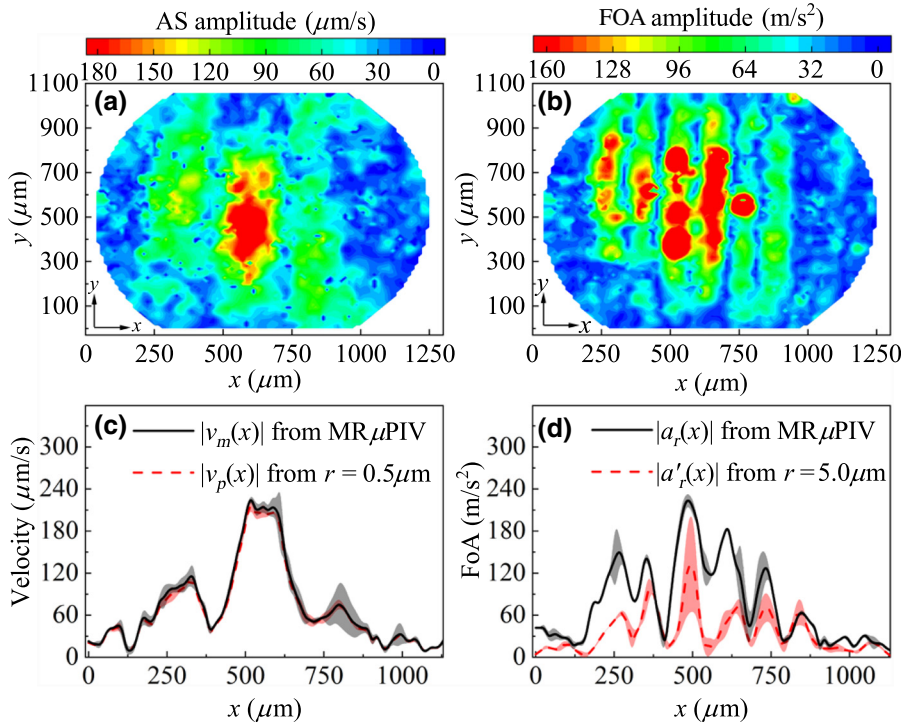 AS amplitude (μm/s)
180 150 120 90 60 30 0
FOA amplitude (m/s²)
160 128 96 64 32 0
(a)
1100
900
700
500
300
100
y (μm)
y
x
0 250 500 750 1000 1250
x (μm)
(b)
1100
900
700
500
300
100
y (μm)
y
x
0 250 500 750 1000 1250
x (μm)
(c)
|vₘ(x)| from MRμPIV
|vₚ(x)| from r = 0.5μm
300
240
180
120
60
0
Velocity (μm/s)
0 250 500 750 1000
x (μm)
(d)
|aᵣ(x)| from MRμPIV
|a′ᵣ(x)| from r = 5.0μm
300
240
180
120
60
0
FoA (m/s²)
0 250 500 750 1000
x (μm)